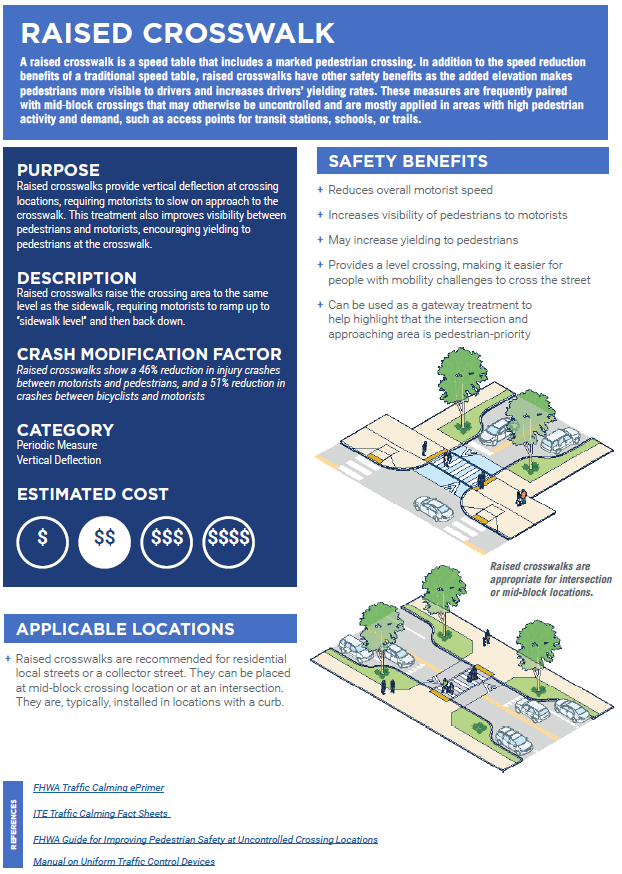 RAISED CROSSWALK
A raised crosswalk is a speed table that includes a marked pedestrian crossing. In addition to the speed reduction
benefits of a traditional speed table, raised crosswalks have other safety benefits as the added elevation makes
pedestrians more visible to drivers and increases drivers' yielding rates. These measures are frequently paired
with mid-block crossings that may otherwise be uncontrolled and are mostly applied in areas with high pedestrian
activity and demand, such as access points for transit stations, schools, or trails.
PURPOSE
Raised crosswalks provide vertical deflection at crossing
locations, requiring motorists to slow on approach to the
crosswalk. This treatment also improves visibility between
pedestrians and motorists, encouraging yielding to
pedestrians at the crosswalk.
DESCRIPTION
Raised crosswalks raise the crossing area to the same
level as the sidewalk, requiring motorists to ramp up to
"sidewalk level" and then back down.
CRASH MODIFICATION FACTOR
Raised crosswalks show a 46% reduction in injury crashes
between motorists and pedestrians, and a 51% reduction in
crashes between bicyclists and motorists
CATEGORY
Periodic Measure
Vertical Deflection
ESTIMATED COST
$ $$ $$$ $$$$
APPLICABLE LOCATIONS
+ Raised crosswalks are recommended for residential
local streets or a collector street. They can be placed
at mid-block crossing location or at an intersection.
They are, typically, installed in locations with a curb.
SAFETY BENEFITS
+ Reduces overall motorist speed
+ Increases visibility of pedestrians to motorists
+ May increase yielding to pedestrians
+ Provides a level crossing, making it easier for
people with mobility challenges to cross the street
+ Can be used as a gateway treatment to
help highlight that the intersection and
approaching area is pedestrian-priority
Raised crosswalks are
appropriate for intersection
or mid-block locations.
REFERENCES
FHWA Traffic Calming ePrimer
ITE Traffic Calming Fact Sheets
FHWA Guide for Improving Pedestrian Safety at Uncontrolled Crossing Locations
Manual on Uniform Traffic Control Devices